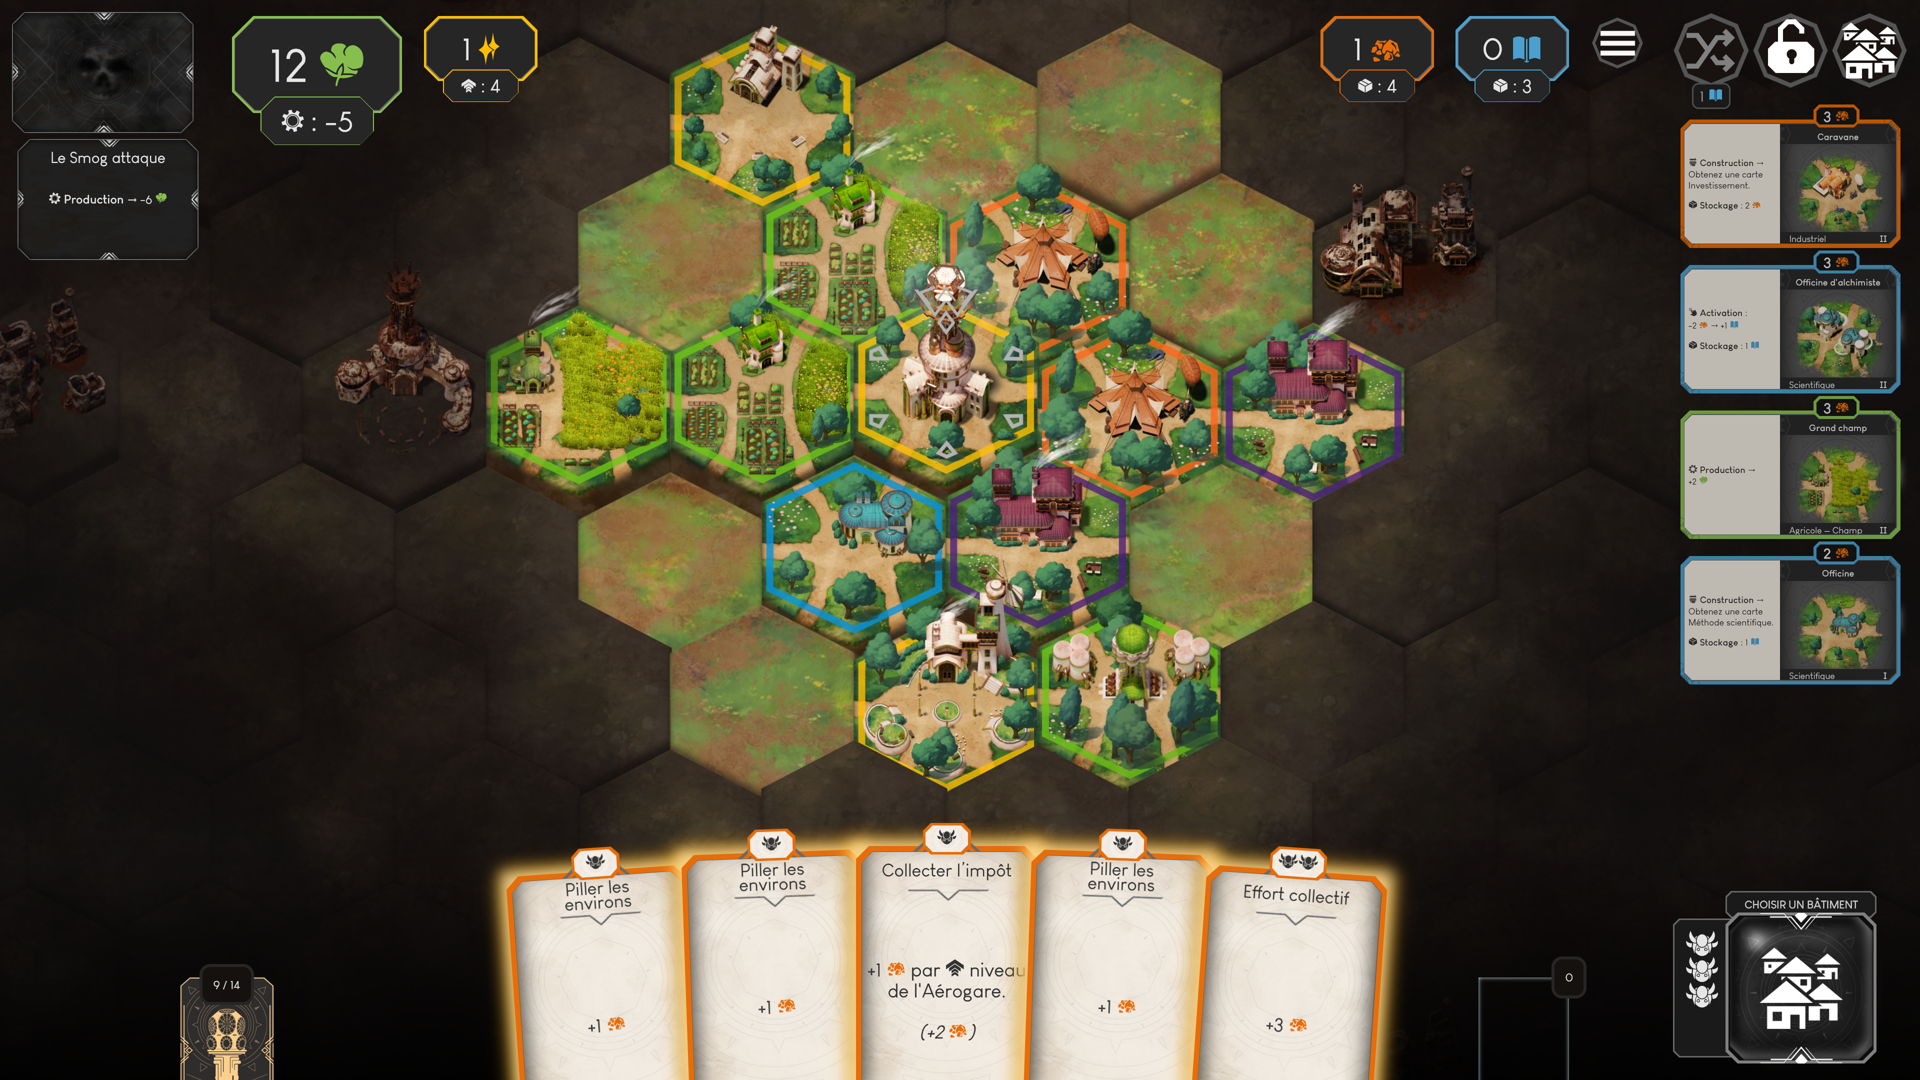 12
: -5
1
: 4
1
: 4
0
: 3
1
Le Smog attaque
Production → -6
3
Caravane
Construction →
Obtenez une carte
Investissement.
Stockage : 2
Industriel
II
3
Officine d'alchimiste
Activation :
-2 → +1
Stockage : 1
Scientifique
II
3
Grand champ
Production →
+2
Agricole – Champ
II
2
Officine
Construction →
Obtenez une carte
Méthode scientifique.
Stockage : 1
Scientifique
I
Piller les
environs
+1
Piller les
environs
+1
Collecter l'impôt
+1 par niveau
de l'Aérogare.
(+2 )
Piller les
environs
+1
Effort collectif
+3
9 / 14
0
CHOISIR UN BÂTIMENT